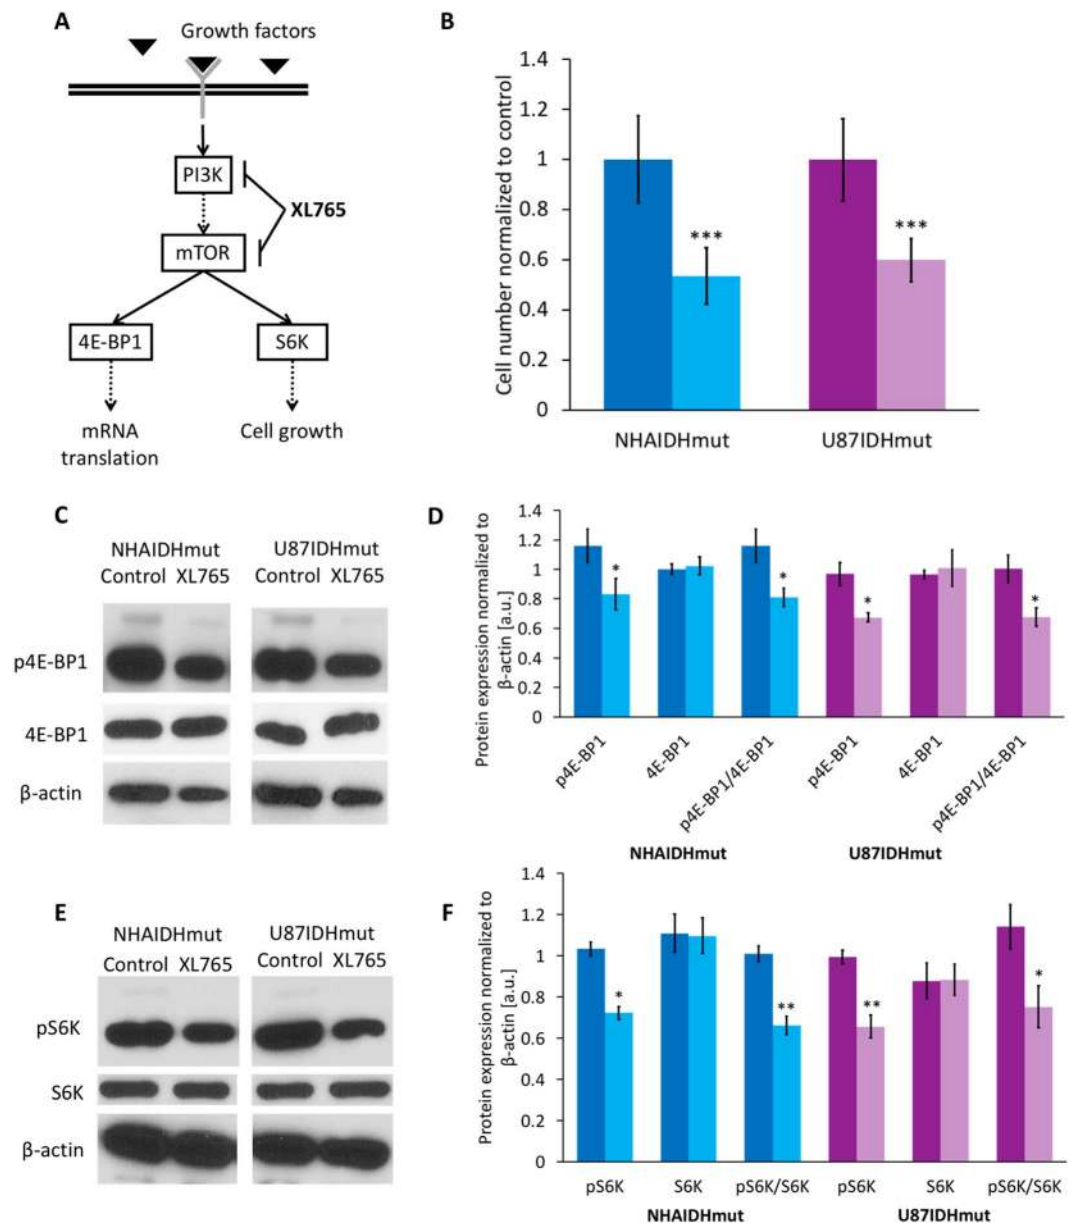 A
Growth factors
PI3K
XL765
mTOR
4E-BP1
S6K
mRNA
translation
Cell growth
B
Cell number normalized to control
1.4
1.2
1
0.8
0.6
0.4
0.2
0
***
***
NHAIDHmut
U87IDHmut
C
NHAIDHmut
Control XL765
U87IDHmut
Control XL765
p4E-BP1
4E-BP1
β-actin
D
Protein expression normalized to
β-actin [a.u.]
1.4
1.2
1
0.8
0.6
0.4
0.2
0
*
*
*
*
p4E-BP1
4E-BP1
p4E-BP1/4E-BP1
p4E-BP1
4E-BP1
p4E-BP1/4E-BP1
NHAIDHmut
U87IDHmut
E
NHAIDHmut
Control XL765
U87IDHmut
Control XL765
pS6K
S6K
β-actin
F
Protein expression normalized to
β-actin [a.u.]
1.4
1.2
1
0.8
0.6
0.4
0.2
0
*
**
**
*
pS6K
S6K
pS6K/S6K
pS6K
S6K
pS6K/S6K
NHAIDHmut
U87IDHmut